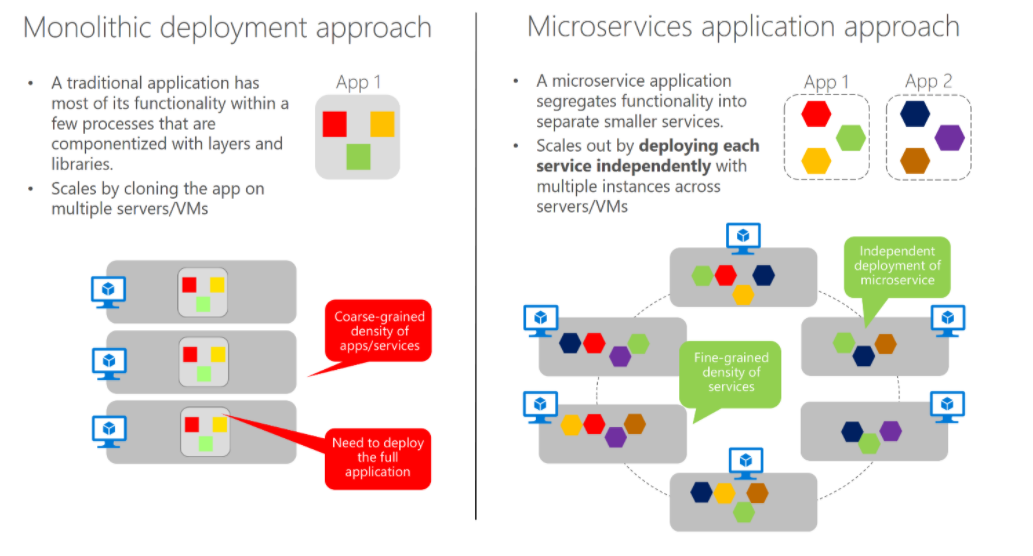 Monolithic deployment approach
• A traditional application has
most of its functionality within a
few processes that are
componentized with layers and
libraries.
• Scales by cloning the app on
multiple servers/VMs
App 1
Coarse-grained
density of
apps/services
Need to deploy
the full
application
Microservices application approach
• A microservice application
segregates functionality into
separate smaller services.
• Scales out by deploying each
service independently with
multiple instances across
servers/VMs
App 1
App 2
Independent
deployment of
microservice
Fine-grained
density of
services